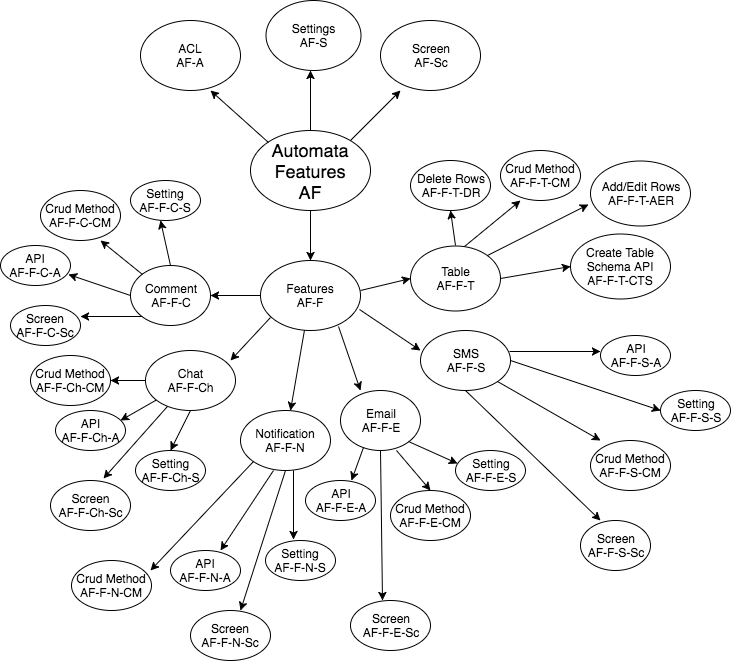 Settings
AF-S
ACL
AF-A
Screen
AF-Sc
Automata
Features
AF
Delete Rows
AF-F-T-DR
Crud Method
AF-F-T-CM
Add/Edit Rows
AF-F-T-AER
Setting
AF-F-C-S
Crud Method
AF-F-C-CM
API
AF-F-C-A
Screen
AF-F-C-Sc
Comment
AF-F-C
Features
AF-F
Table
AF-F-T
Create Table
Schema API
AF-F-T-CTS
Crud Method
AF-F-Ch-CM
Chat
AF-F-Ch
API
AF-F-Ch-A
Setting
AF-F-Ch-S
Screen
AF-F-Ch-Sc
Notification
AF-F-N
Email
AF-F-E
SMS
AF-F-S
API
AF-F-S-A
Setting
AF-F-S-S
Crud Method
AF-F-S-CM
Screen
AF-F-S-Sc
Setting
AF-F-E-S
API
AF-F-E-A
Crud Method
AF-F-E-CM
Screen
AF-F-E-Sc
Crud Method
AF-F-N-CM
API
AF-F-N-A
Setting
AF-F-N-S
Screen
AF-F-N-Sc